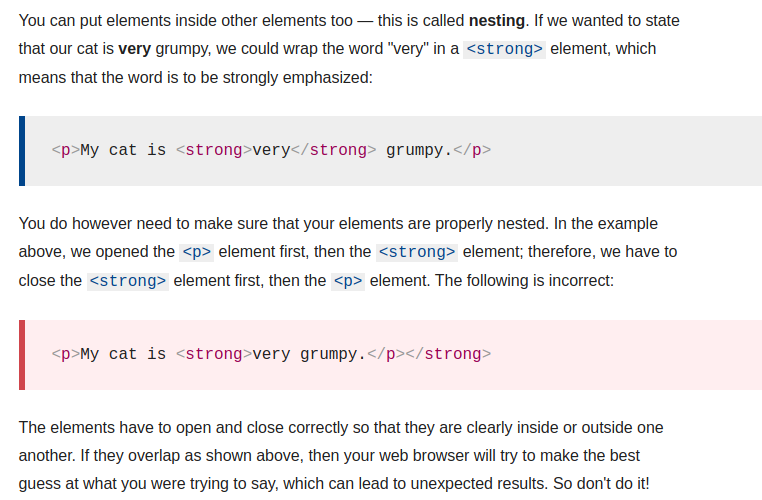 You can put elements inside other elements too — this is called nesting. If we wanted to state
that our cat is very grumpy, we could wrap the word "very" in a <strong> element, which
means that the word is to be strongly emphasized:
<p>My cat is <strong>very</strong> grumpy.</p>
You do however need to make sure that your elements are properly nested. In the example
above, we opened the <p> element first, then the <strong> element; therefore, we have to
close the <strong> element first, then the <p> element. The following is incorrect:
<p>My cat is <strong>very grumpy.</p></strong>
The elements have to open and close correctly so that they are clearly inside or outside one
another. If they overlap as shown above, then your web browser will try to make the best
guess at what you were trying to say, which can lead to unexpected results. So don't do it!